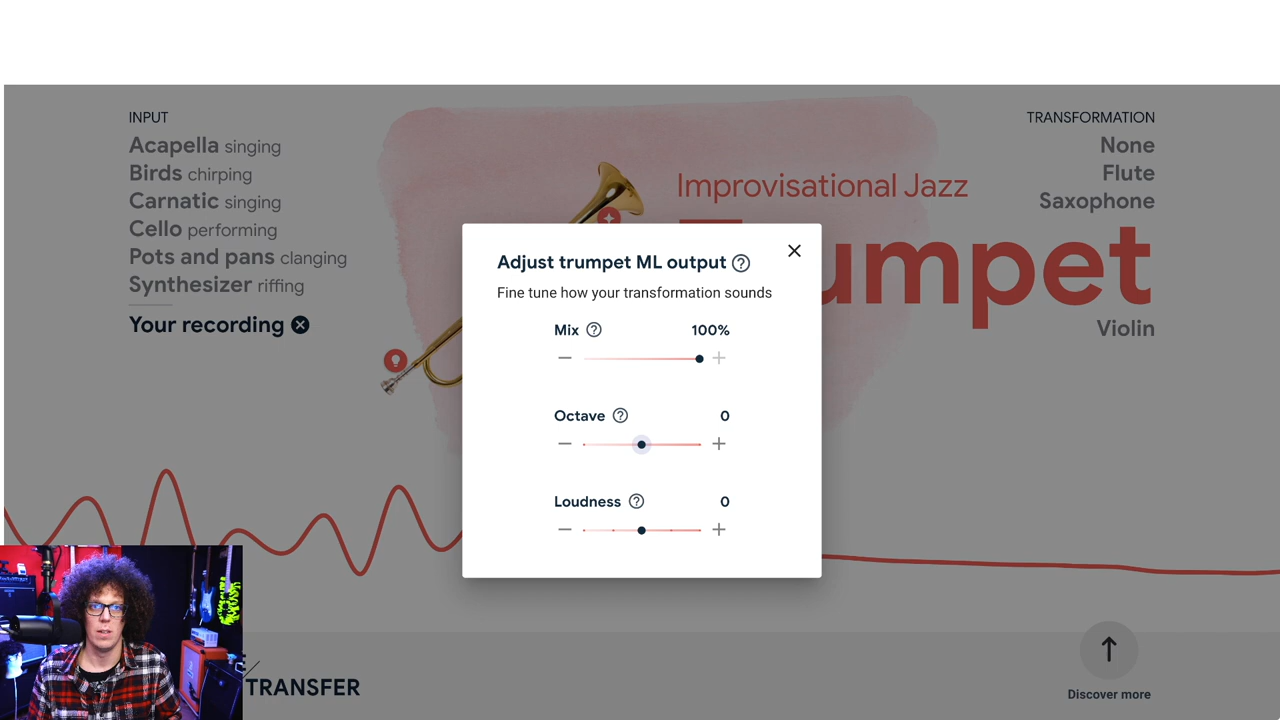 INPUT
Acapella singing
Birds chirping
Carnatic singing
Cello performing
Pots and pans clanging
Synthesizer riffing
Your recording
Improvisational Jazz
umpet
TRANSFORMATION
None
Flute
Saxophone
Violin
Adjust trumpet ML output ?
Fine tune how your transformation sounds
Mix ? 100%
Octave ? 0
Loudness ? 0
TRANSFER
Discover more